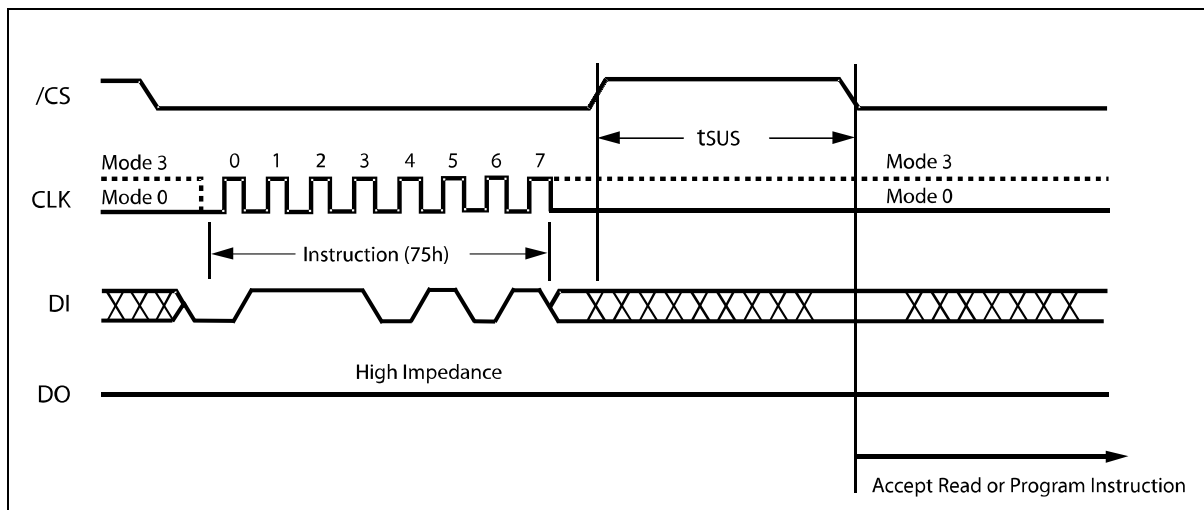 /CS
tSUS
Mode 3 0 1 2 3 4 5 6 7 Mode 3
CLK Mode 0 Mode 0
Instruction (75h)
DI
High Impedance
DO
Accept Read or Program Instruction